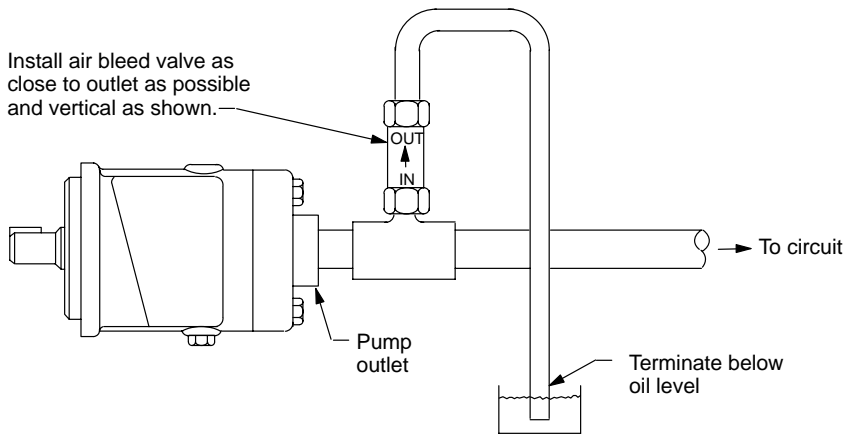 Install air bleed valve as
close to outlet as possible
and vertical as shown.
OUT
IN
To circuit
Pump
outlet
Terminate below
oil level